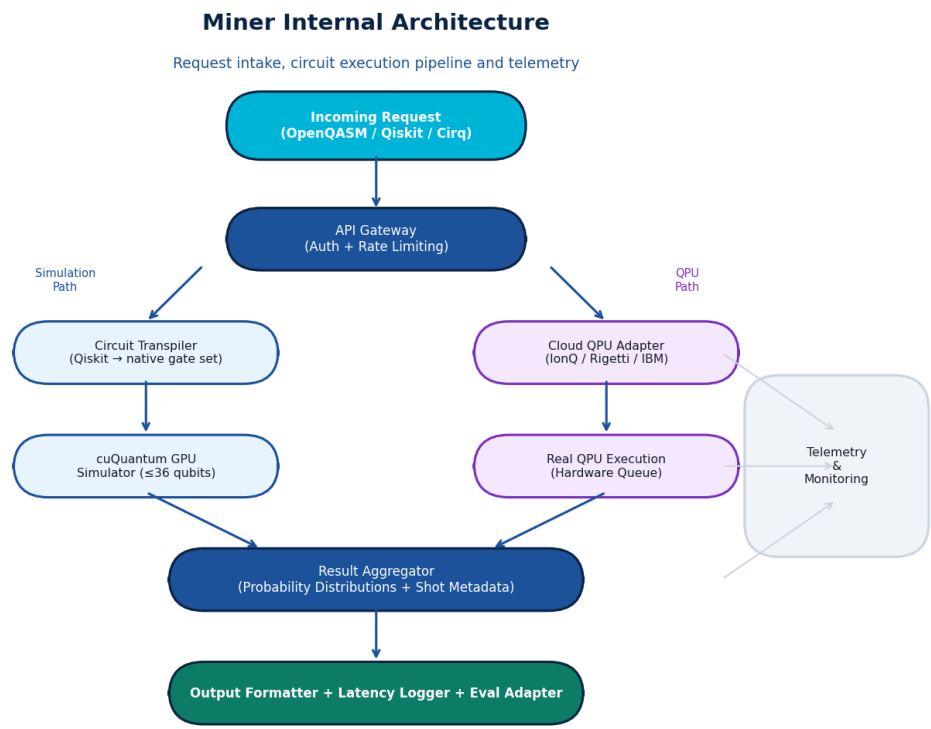 Miner Internal Architecture
Request intake, circuit execution pipeline and telemetry
Incoming Request
(OpenQASM / Qiskit / Cirq)
API Gateway
(Auth + Rate Limiting)
Simulation
Path
QPU
Path
Circuit Transpiler
(Qiskit → native gate set)
Cloud QPU Adapter
(IonQ / Rigetti / IBM)
cuQuantum GPU
Simulator (≤36 qubits)
Real QPU Execution
(Hardware Queue)
Telemetry
&
Monitoring
Result Aggregator
(Probability Distributions + Shot Metadata)
Output Formatter + Latency Logger + Eval Adapter